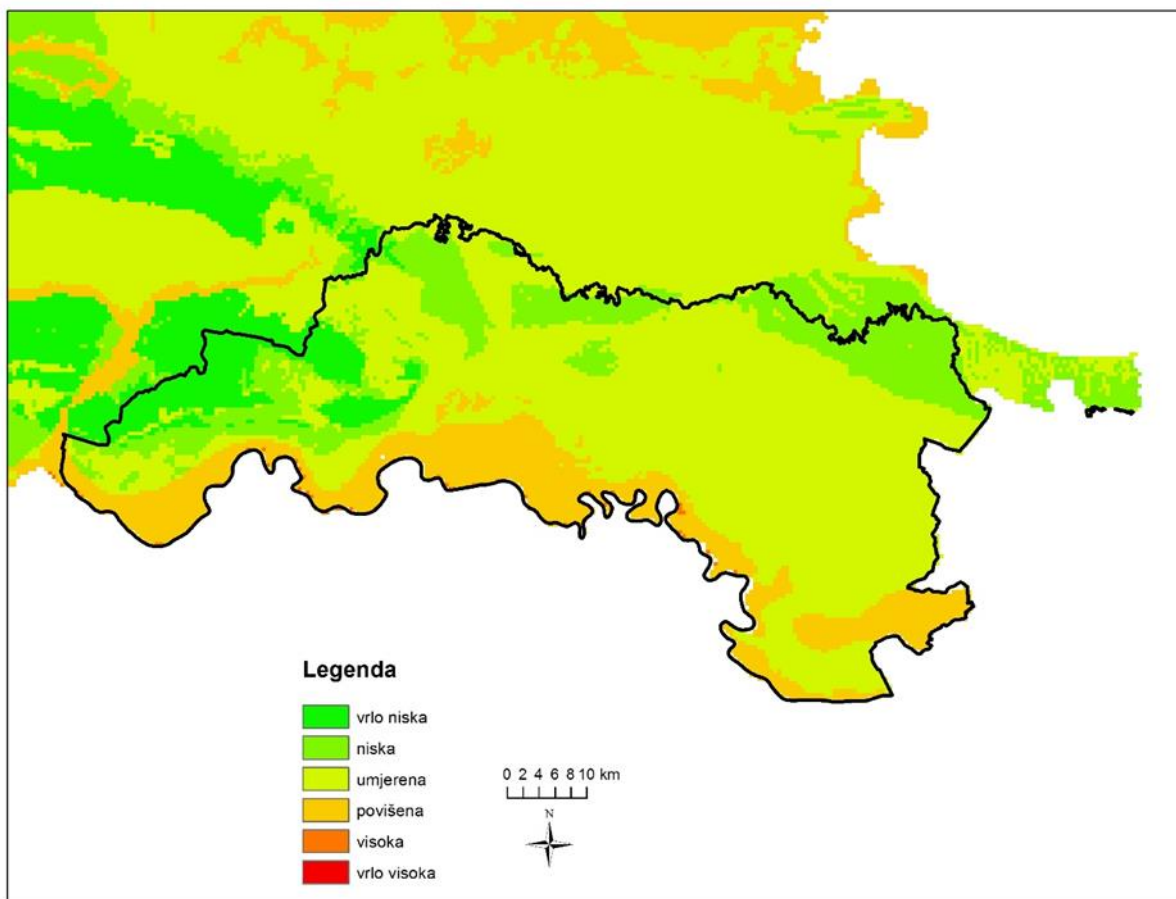 Legenda
vrlo niska
niska
umjerena
povišena
visoka
vrlo visoka
0 2 4 6 8 10 km
N